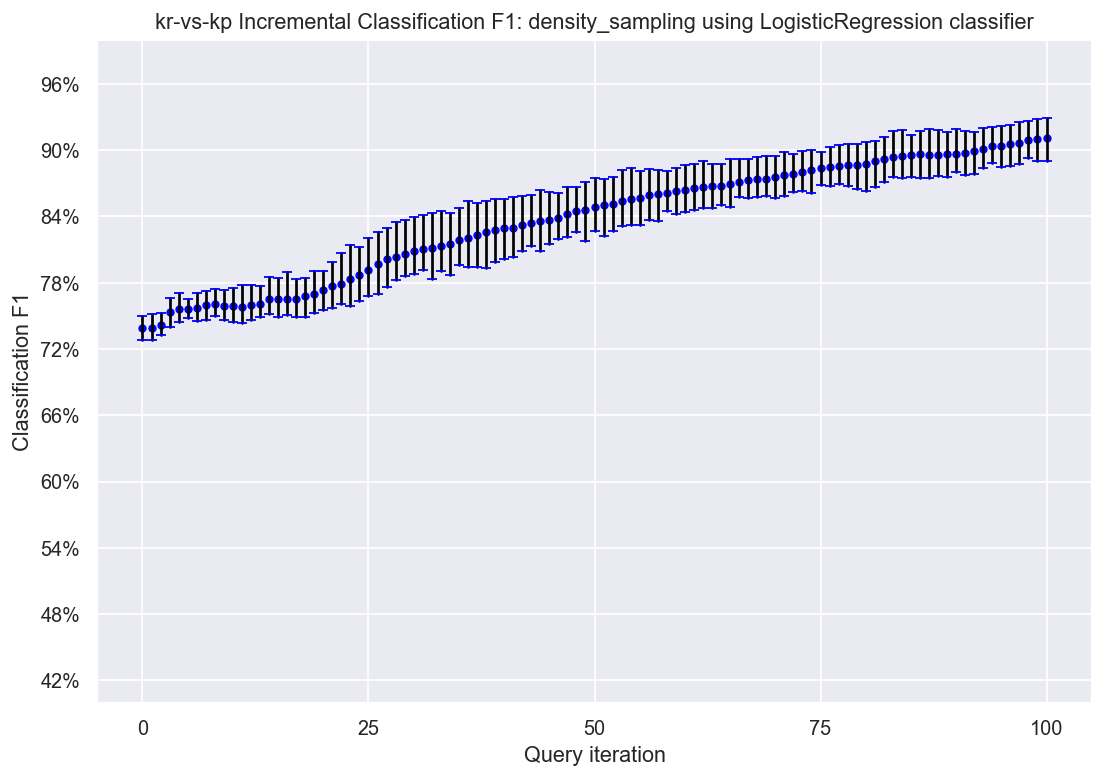 kr-vs-kp Incremental Classification F1: density_sampling using LogisticRegression classifier
96%
90%
84%
78%
72%
66%
60%
54%
48%
42%
Classification F1
0 25 50 75 100
Query iteration